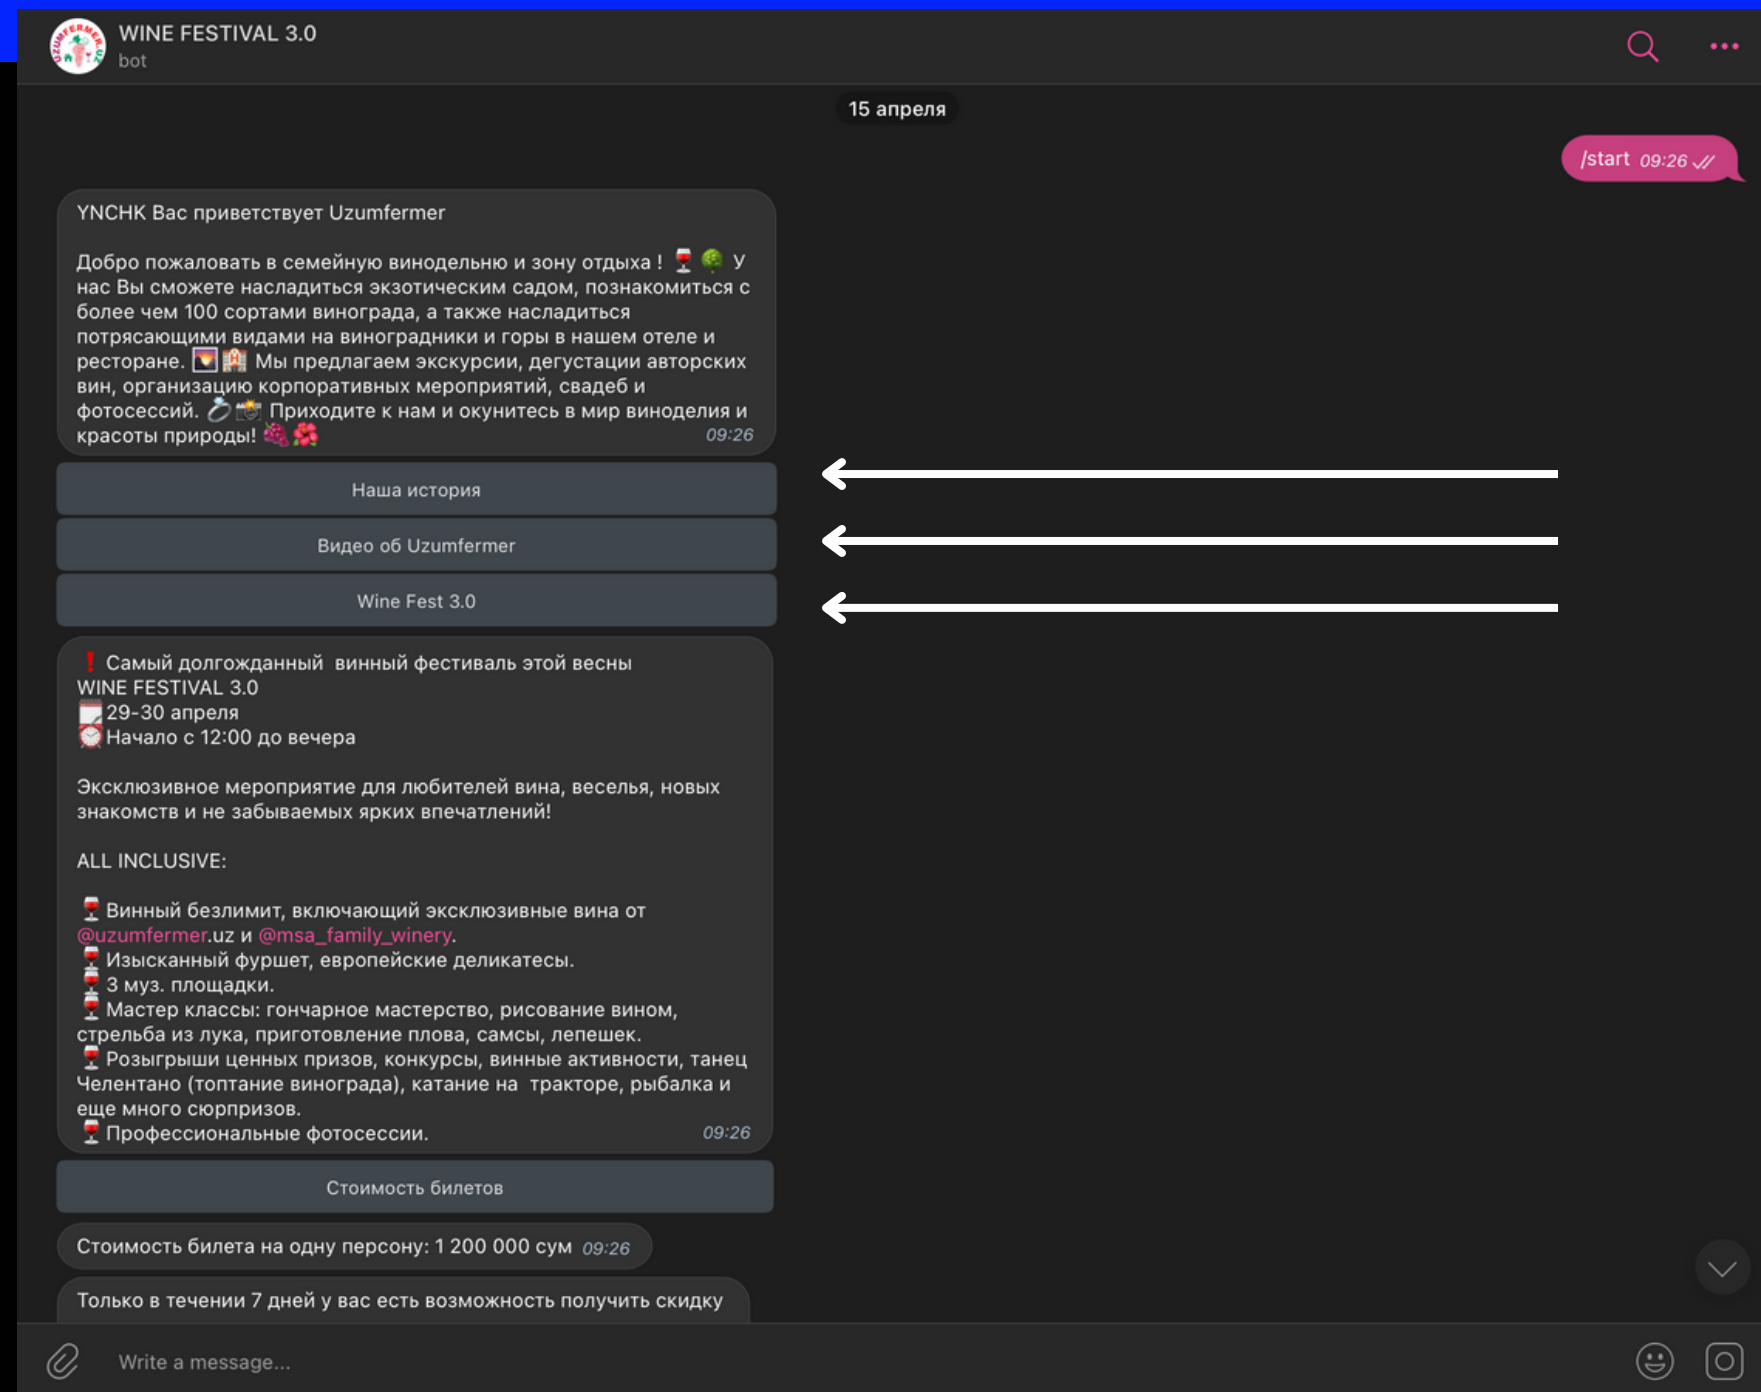 WINE FESTIVAL 3.0
bot
UZUMFERMER.UZ
15 апреля
/start 09:26
YNCHK Вас приветствует Uzumfermer
Добро пожаловать в семейную винодельню и зону отдыха ! 🍷🌳 У
нас Вы сможете насладиться экзотическим садом, познакомиться с
более чем 100 сортами винограда, а также насладиться
потрясающими видами на виноградники и горы в нашем отеле и
ресторане. 🌄🏨 Мы предлагаем экскурсии, дегустации авторских
вин, организацию корпоративных мероприятий, свадеб и
фотосессий. 💍📸 Приходите к нам и окунитесь в мир виноделия и
красоты природы! 🍇🌺 09:26
Наша история
Видео об Uzumfermer
Wine Fest 3.0
❗Самый долгожданный  винный фестиваль этой весны
WINE FESTIVAL 3.0
🗓29-30 апреля
⏰Начало с 12:00 до вечера
Эксклюзивное мероприятие для любителей вина, веселья, новых
знакомств и не забываемых ярких впечатлений!
ALL INCLUSIVE:
🍷Винный безлимит, включающий эксклюзивные вина от
@uzumfermer.uz и @msa_family_winery.
🍷Изысканный фуршет, европейские деликатесы.
🍷3 муз. площадки.
🍷Мастер классы: гончарное мастерство, рисование вином,
стрельба из лука, приготовление плова, самсы, лепешек.
🍷Розыгрыши ценных призов, конкурсы, винные активности, танец
Челентано (топтание винограда), катание на  тракторе, рыбалка и
еще много сюрпризов.
🍷Профессиональные фотосессии. 09:26
Стоимость билетов
Стоимость билета на одну персону: 1 200 000 сум 09:26
Только в течении 7 дней у вас есть возможность получить скидку
Write a message...